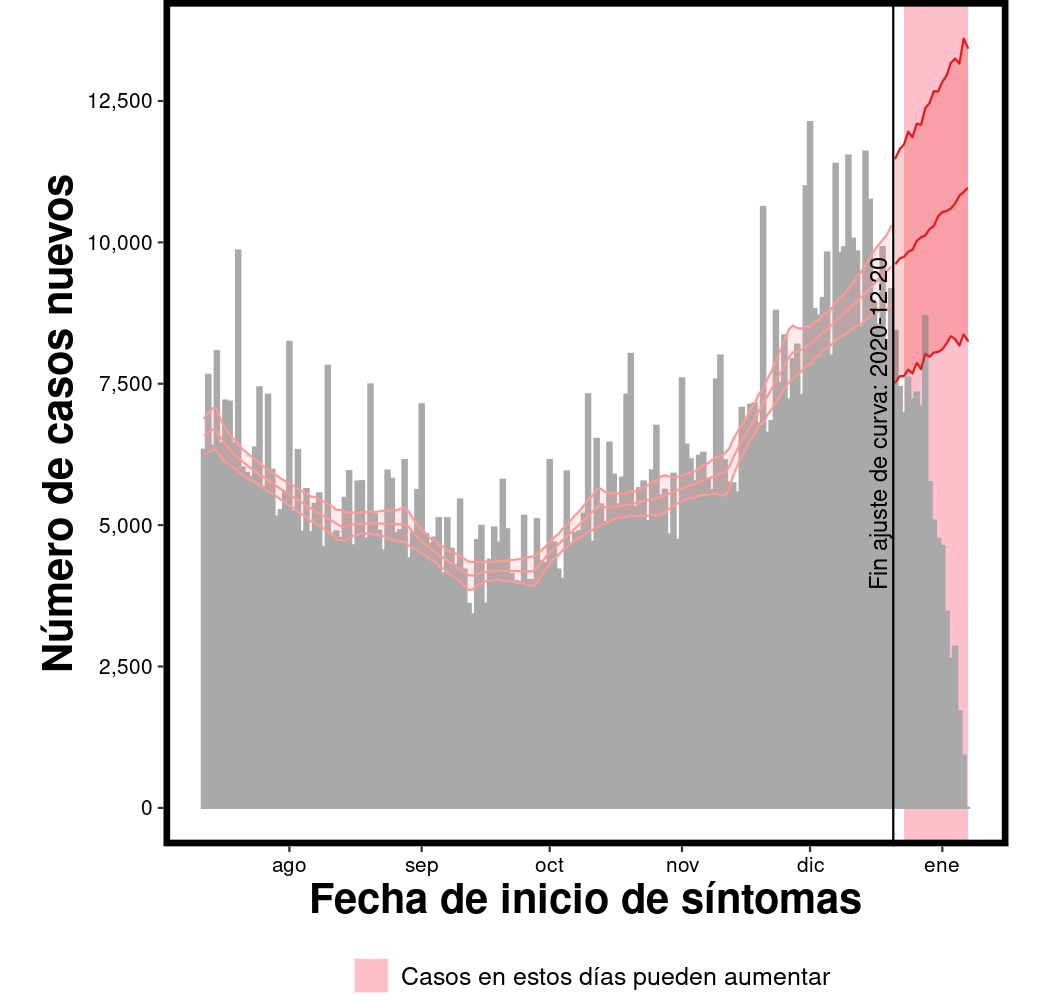 Número de casos nuevos
12,500
10,000
7,500
5,000
2,500
0
Fin ajuste de curva: 2020-12-20
ago sep oct nov dic ene
Fecha de inicio de síntomas
Casos en estos días pueden aumentar